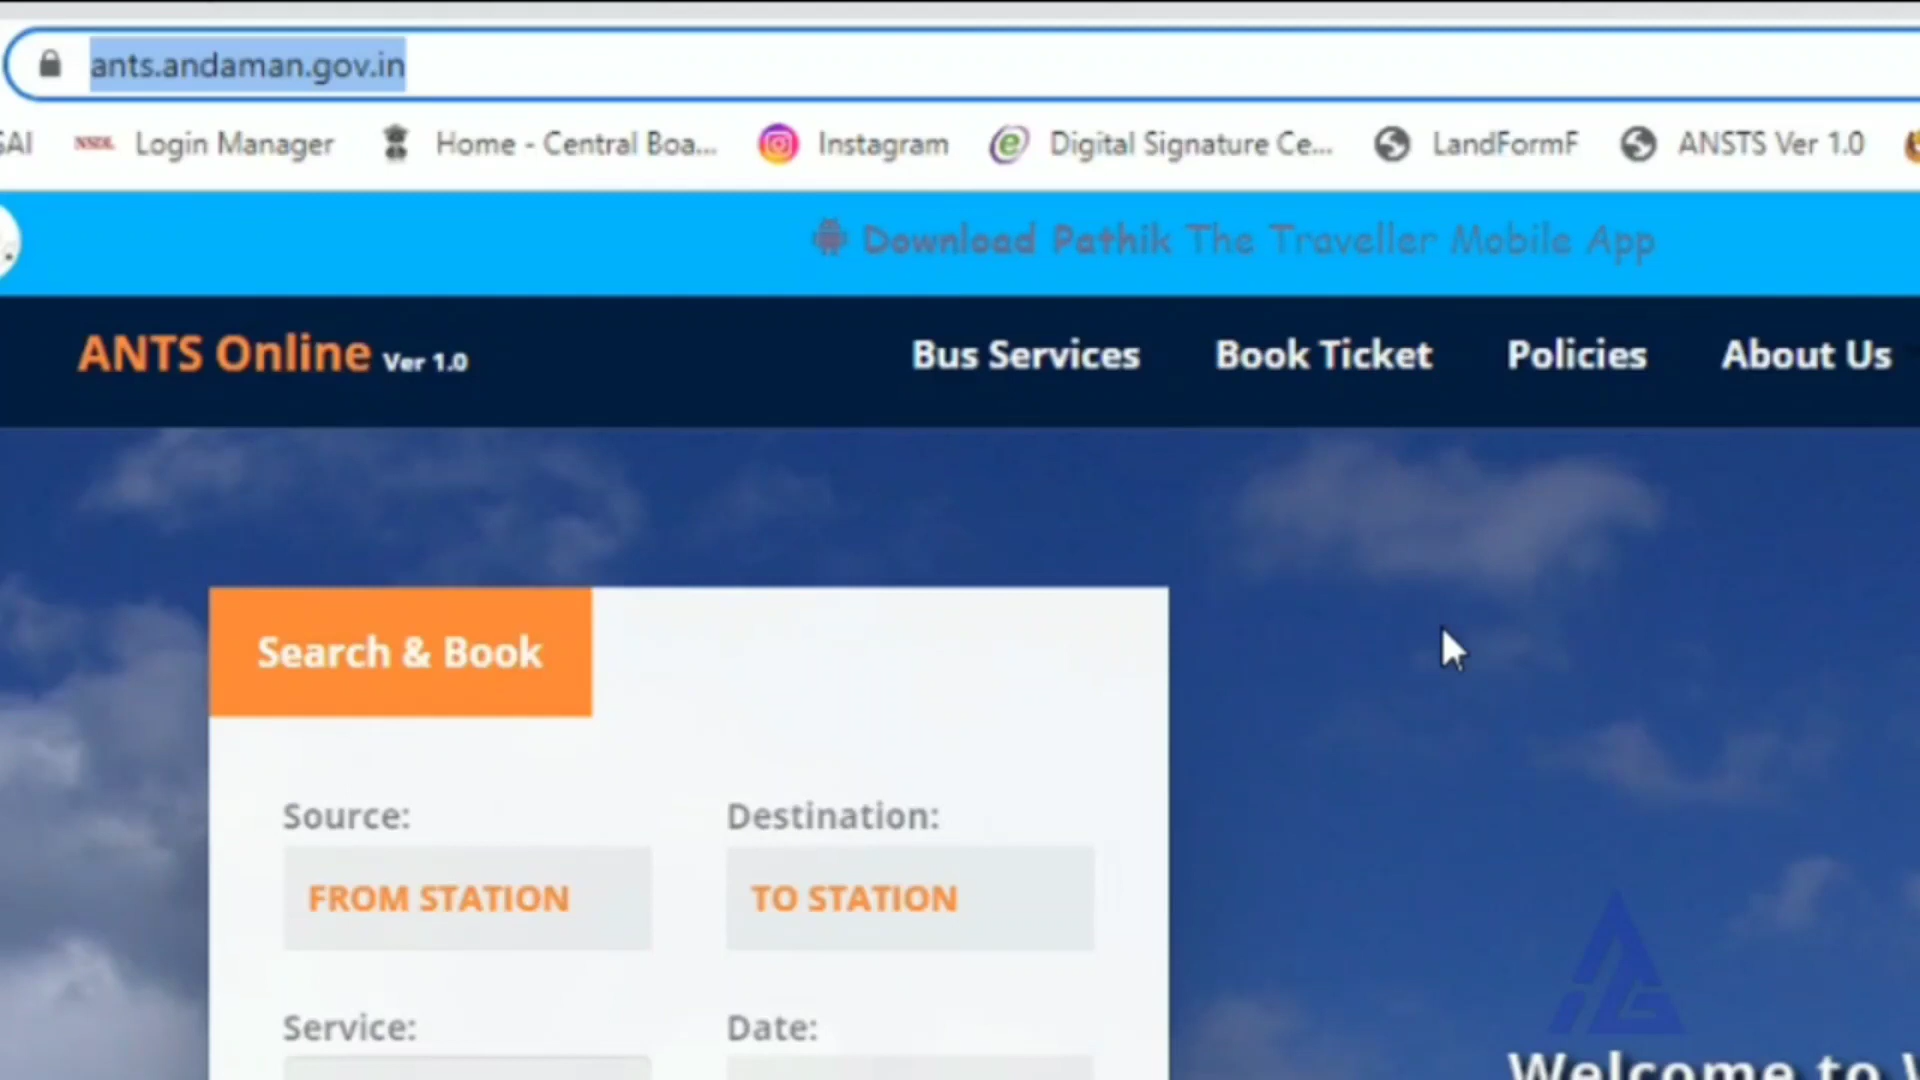 ants.andaman.gov.in
SAI NSDL Login Manager Home - Central Boa... Instagram Digital Signature Ce... LandFormF ANSTS Ver 1.0
Download Pathik The Traveller Mobile App
ANTS Online Ver 1.0 Bus Services Book Ticket Policies About Us
Search & Book
Source: Destination:
FROM STATION TO STATION
Service: Date:
Welcome to